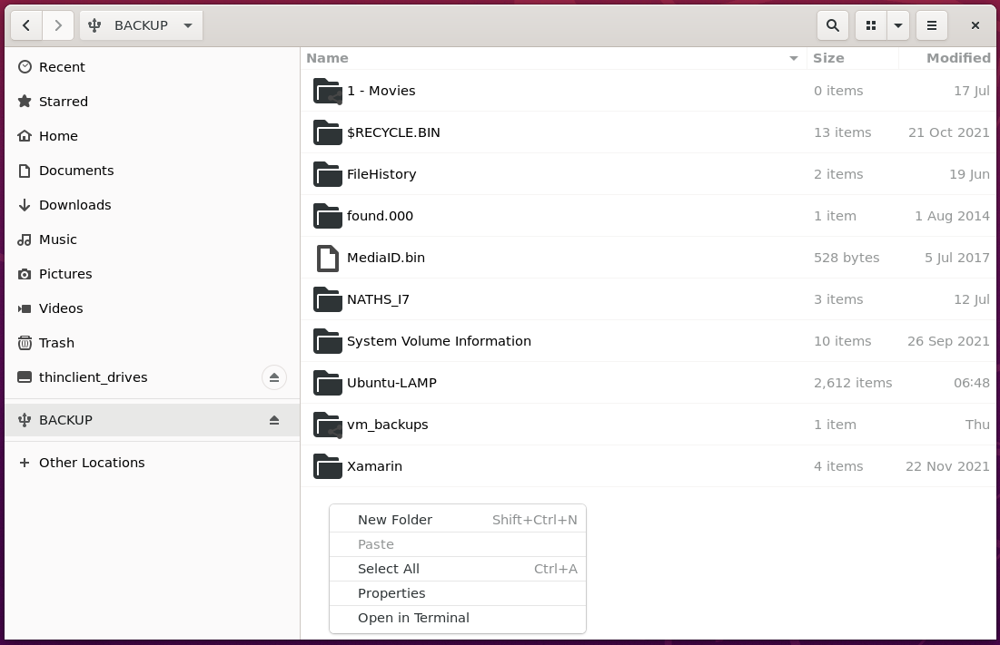 BACKUP
Recent
Starred
Home
Documents
Downloads
Music
Pictures
Videos
Trash
thinclient_drives
BACKUP
Other Locations
Name Size Modified
1 - Movies 0 items 17 Jul
$RECYCLE.BIN 13 items 21 Oct 2021
FileHistory 2 items 19 Jun
found.000 1 item 1 Aug 2014
MediaID.bin 528 bytes 5 Jul 2017
NATHS_I7 3 items 12 Jul
System Volume Information 10 items 26 Sep 2021
Ubuntu-LAMP 2,612 items 06:48
vm_backups 1 item Thu
Xamarin 4 items 22 Nov 2021
New Folder Shift+Ctrl+N
Paste
Select All Ctrl+A
Properties
Open in Terminal